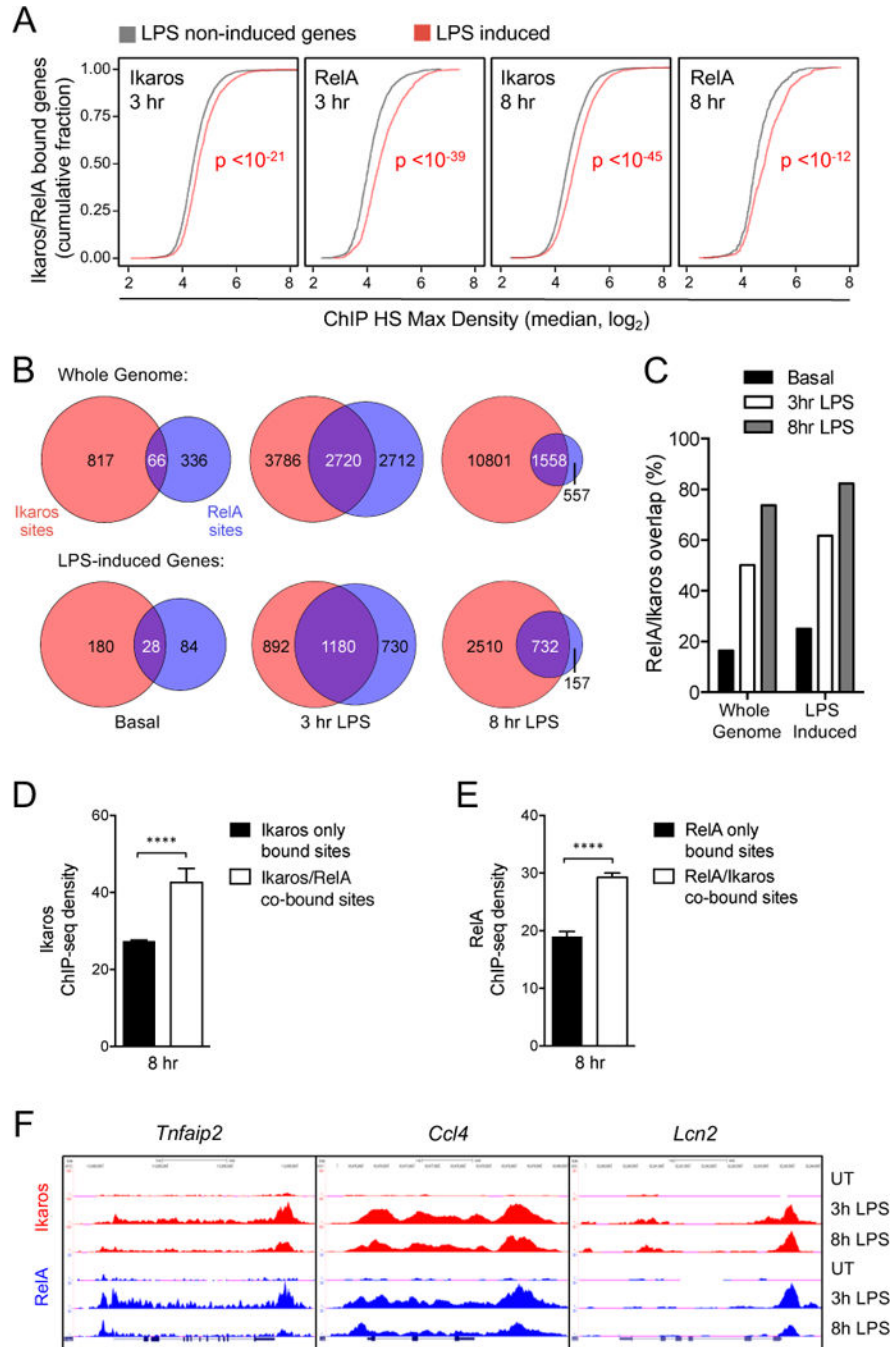 A
LPS non-induced genes
LPS induced
Ikaros/RelA bound genes
(cumulative fraction)
1.00
0.75
0.50
0.25
0.00
Ikaros
3 hr
p <10-21
RelA
3 hr
p <10-39
Ikaros
8 hr
p <10-45
RelA
8 hr
p <10-12
2 4 6 8 2 4 6 8 2 4 6 8 2 4 6 8
ChIP HS Max Density (median, log2)
B
Whole Genome:
817 66 336
3786 2720 2712
10801 1558
557
Ikaros
sites
RelA
sites
LPS-induced Genes:
180 28 84
892 1180 730
2510 732
157
Basal
3 hr LPS
8 hr LPS
C
Basal
3hr LPS
8hr LPS
RelA/Ikaros overlap (%)
100
80
60
40
20
0
Whole
Genome
LPS
Induced
D
Ikaros
ChIP-seq density
60
40
20
0
****
8 hr
Ikaros only
bound sites
Ikaros/RelA
co-bound sites
E
RelA
ChIP-seq density
40
30
20
10
0
****
8 hr
RelA only
bound sites
RelA/Ikaros
co-bound sites
F
Tnfaip2
Ccl4
Lcn2
Ikaros
RelA
UT
3h LPS
8h LPS
UT
3h LPS
8h LPS